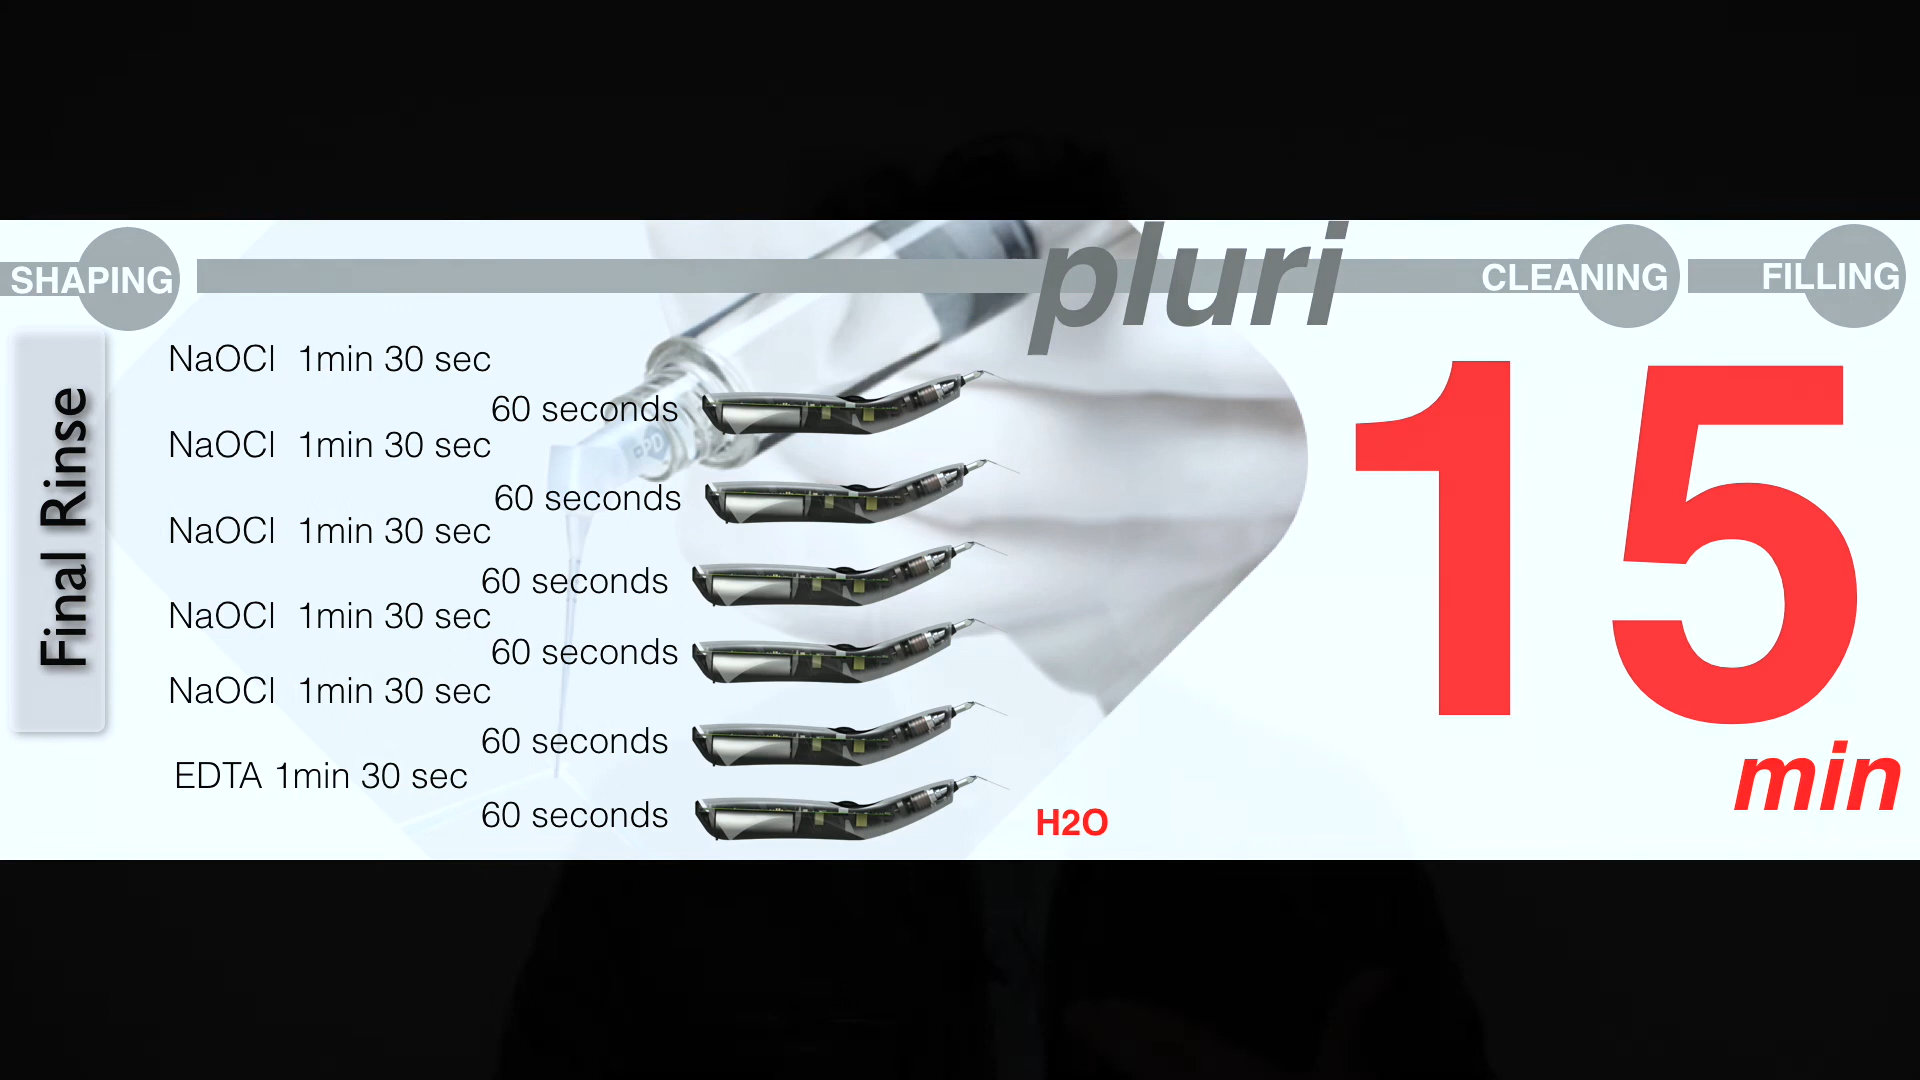 pluri
SHAPING
CLEANING
FILLING
Final Rinse
NaOCl 1min 30 sec
60 seconds
NaOCl 1min 30 sec
60 seconds
NaOCl 1min 30 sec
60 seconds
NaOCl 1min 30 sec
60 seconds
NaOCl 1min 30 sec
60 seconds
EDTA 1min 30 sec
60 seconds
H2O
15
min